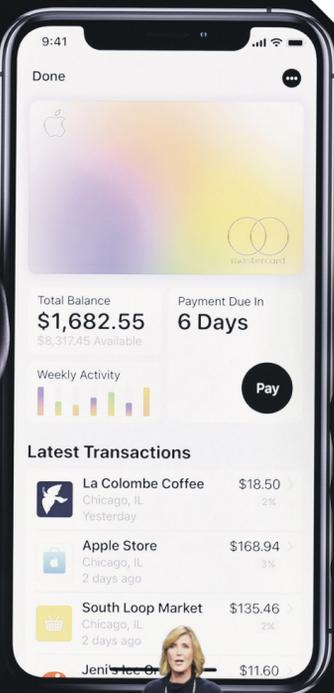 9:41
Done
mastercard
Total Balance
$1,682.55
$8,317.45 Available
Payment Due In
6 Days
Weekly Activity
Pay
Latest Transactions
La Colombe Coffee
$18.50
Chicago, IL
2%
Yesterday
Apple Store
$168.94
Chicago, IL
3%
2 days ago
South Loop Market
$135.46
Chicago, IL
2%
2 days ago
Jeni's Ice
$11.60